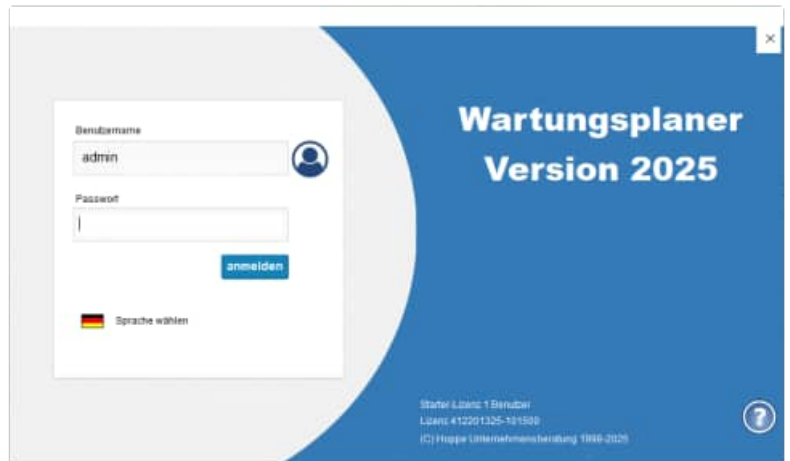 Wartungsplaner
Version 2025
Benutzername
admin
Passwort
anmelden
Sprache wählen
Starter-Lizenz 1 Benutzer
Lizenz 412201325-101500
(C) Hoppe Unternehmensberatung 1998-2025
?